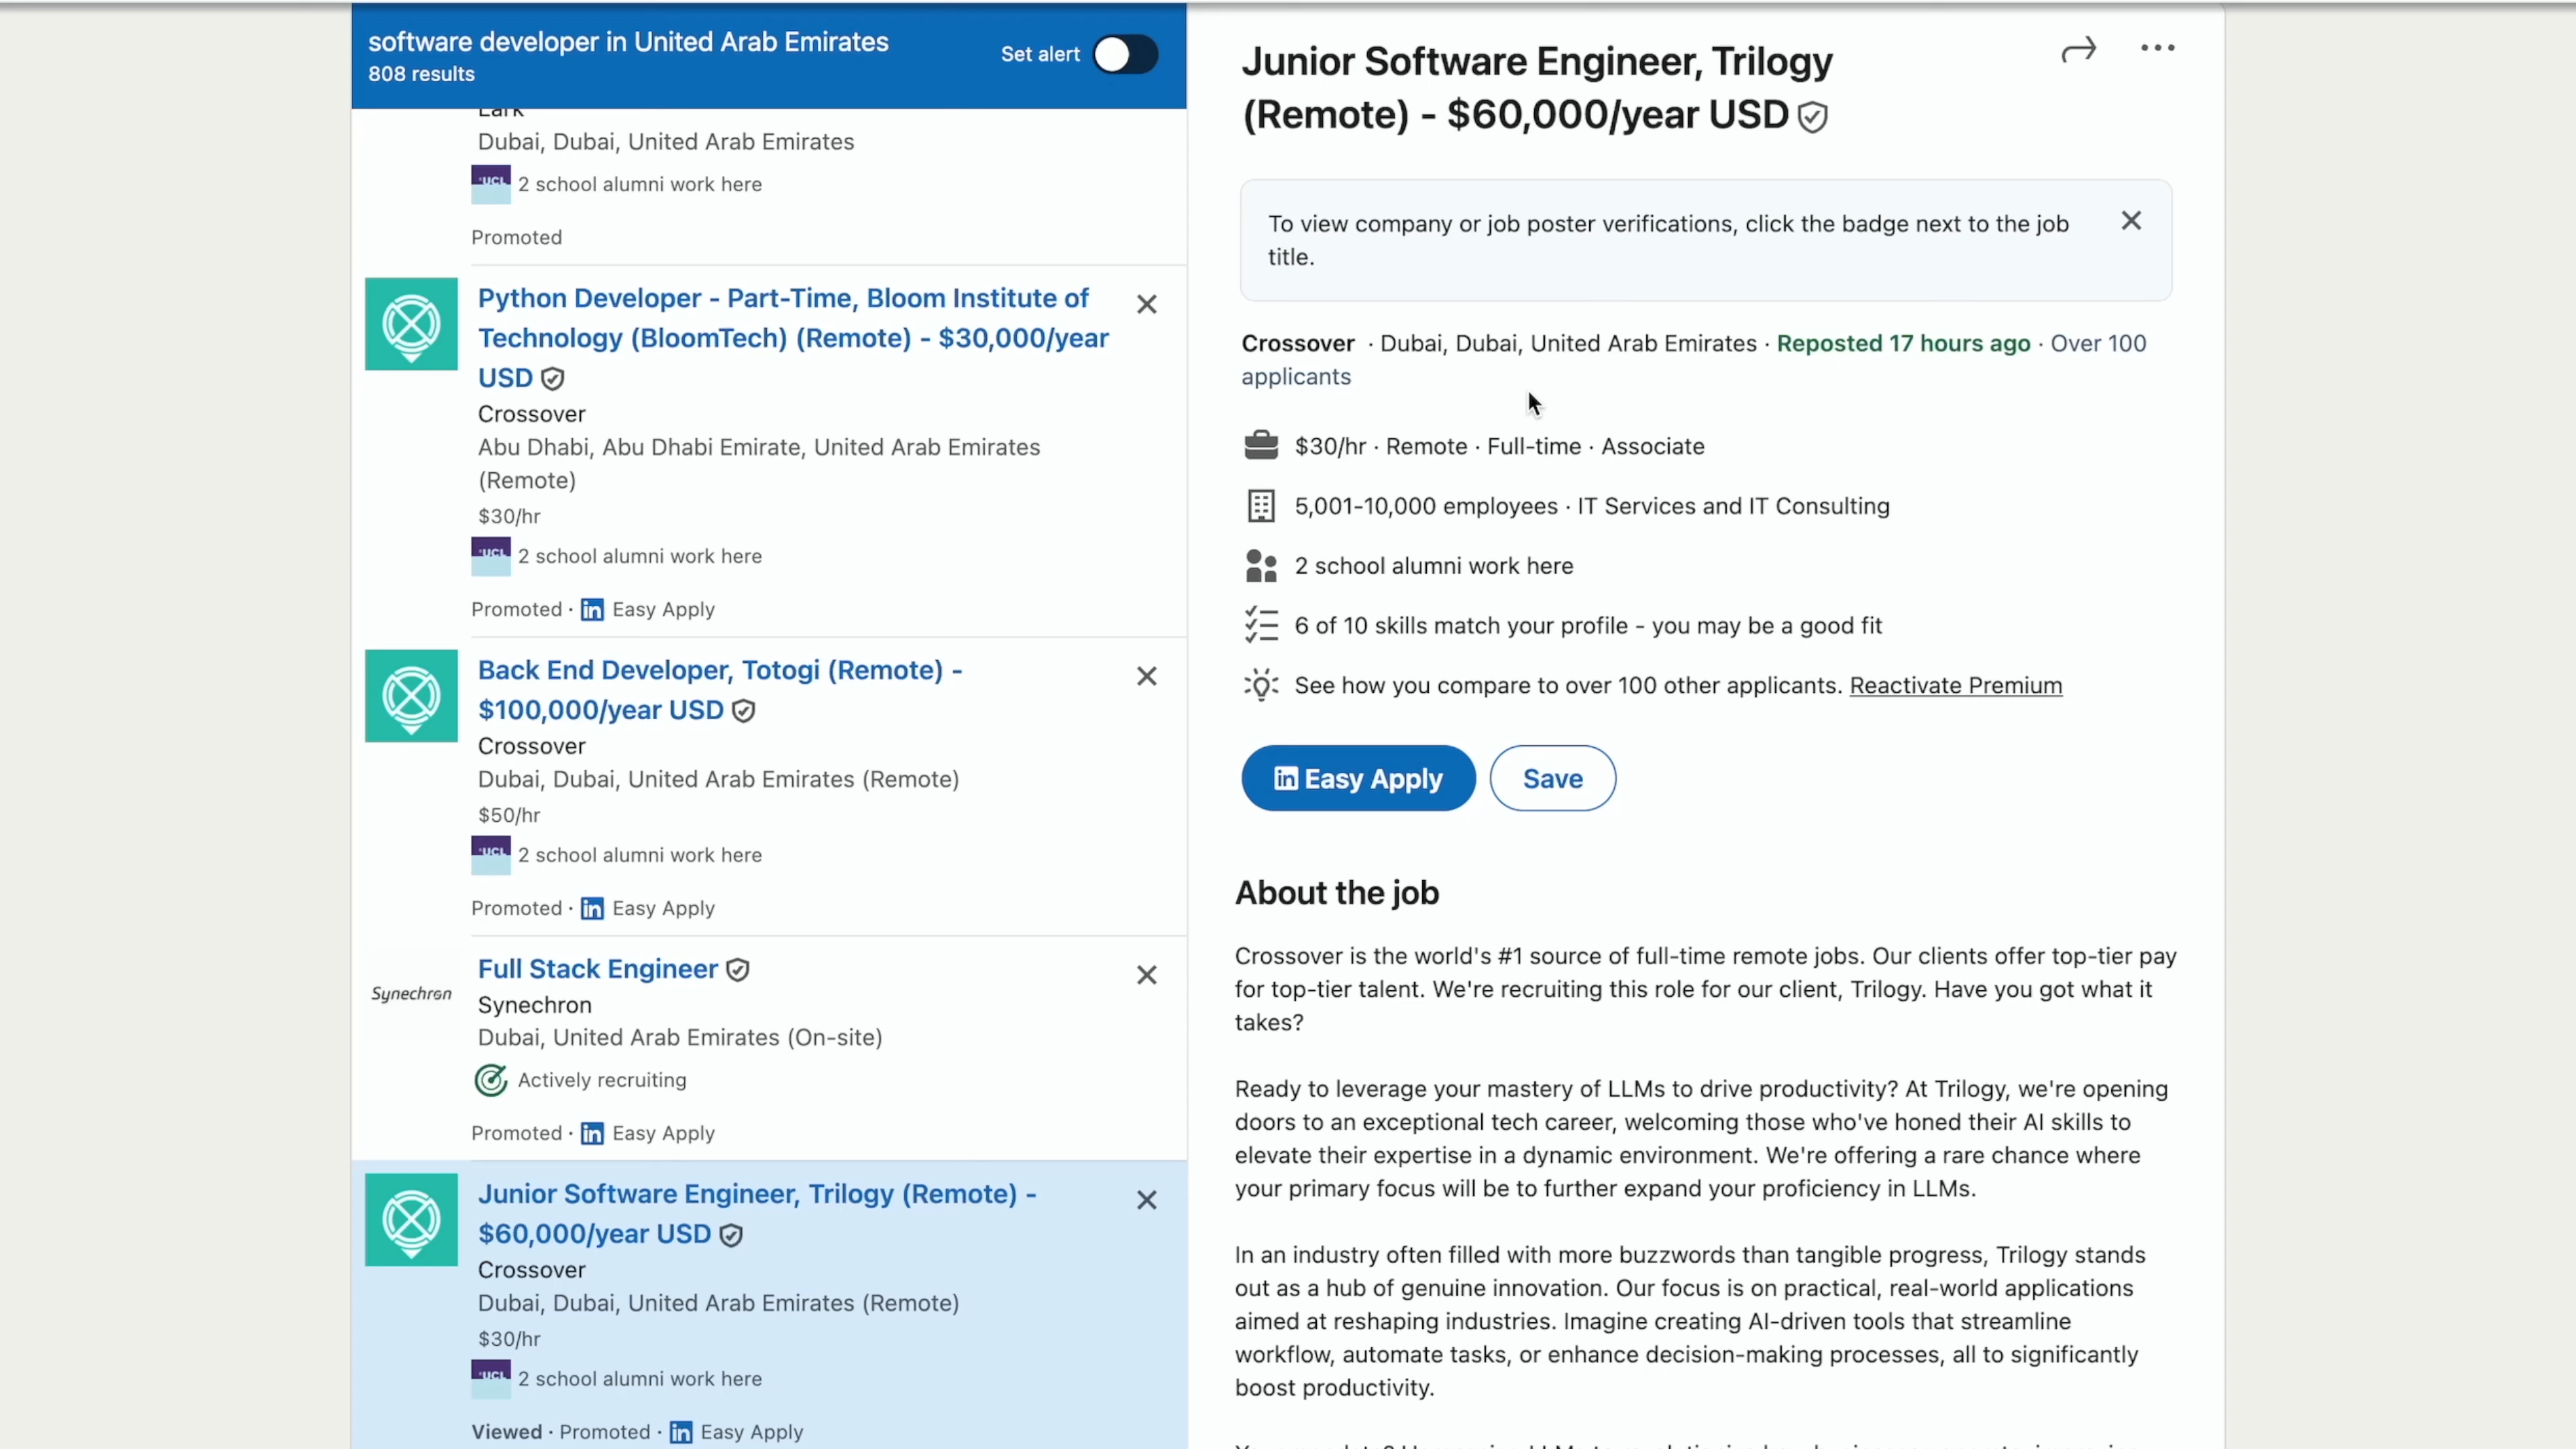 software developer in United Arab Emirates
808 results
Set alert
Lark
Dubai, Dubai, United Arab Emirates
UCL 2 school alumni work here
Promoted
Python Developer - Part-Time, Bloom Institute of
Technology (BloomTech) (Remote) - $30,000/year
USD
Crossover
Abu Dhabi, Abu Dhabi Emirate, United Arab Emirates
(Remote)
$30/hr
UCL 2 school alumni work here
Promoted · in Easy Apply
Back End Developer, Totogi (Remote) -
$100,000/year USD
Crossover
Dubai, Dubai, United Arab Emirates (Remote)
$50/hr
UCL 2 school alumni work here
Promoted · in Easy Apply
Synechron
Full Stack Engineer
Synechron
Dubai, United Arab Emirates (On-site)
Actively recruiting
Promoted · in Easy Apply
Junior Software Engineer, Trilogy (Remote) -
$60,000/year USD
Crossover
Dubai, Dubai, United Arab Emirates (Remote)
$30/hr
UCL 2 school alumni work here
Viewed · Promoted · in Easy Apply
Junior Software Engineer, Trilogy
(Remote) - $60,000/year USD
To view company or job poster verifications, click the badge next to the job
title.
Crossover · Dubai, Dubai, United Arab Emirates · Reposted 17 hours ago · Over 100
applicants
$30/hr · Remote · Full-time · Associate
5,001-10,000 employees · IT Services and IT Consulting
2 school alumni work here
6 of 10 skills match your profile - you may be a good fit
See how you compare to over 100 other applicants. Reactivate Premium
in Easy Apply
Save
About the job
Crossover is the world's #1 source of full-time remote jobs. Our clients offer top-tier pay
for top-tier talent. We're recruiting this role for our client, Trilogy. Have you got what it
takes?
Ready to leverage your mastery of LLMs to drive productivity? At Trilogy, we're opening
doors to an exceptional tech career, welcoming those who've honed their AI skills to
elevate their expertise in a dynamic environment. We're offering a rare chance where
your primary focus will be to further expand your proficiency in LLMs.
In an industry often filled with more buzzwords than tangible progress, Trilogy stands
out as a hub of genuine innovation. Our focus is on practical, real-world applications
aimed at reshaping industries. Imagine creating AI-driven tools that streamline
workflow, automate tasks, or enhance decision-making processes, all to significantly
boost productivity.